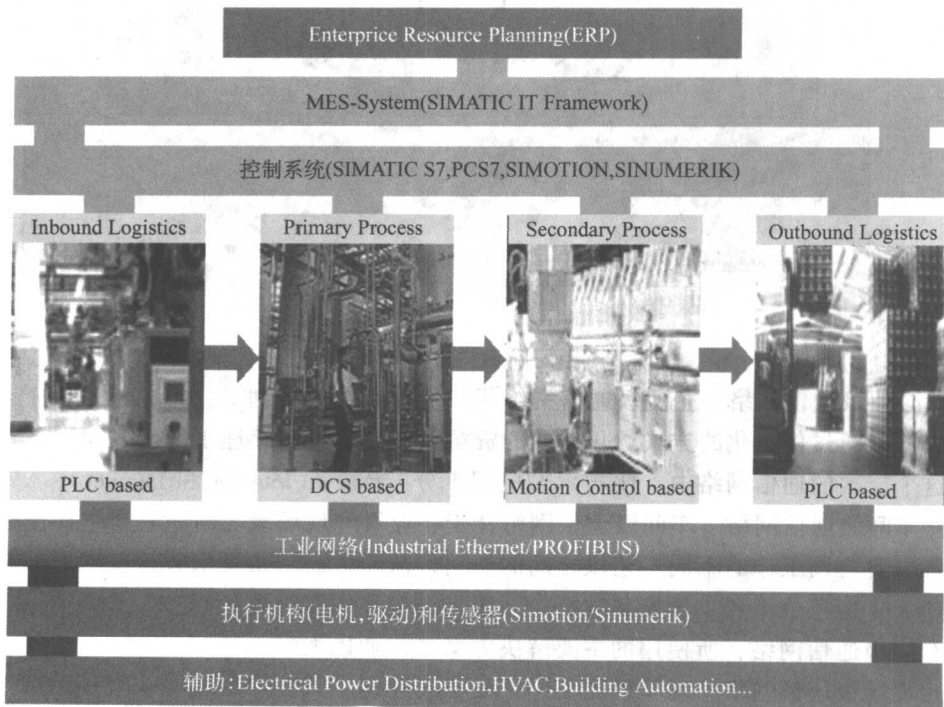 Enterprice Resource Planning(ERP)
MES-System(SIMATIC IT Framework)
控制系统(SIMATIC S7,PCS7,SIMOTION,SINUMERIK)
Inbound Logistics
Primary Process
Secondary Process
Outbound Logistics
PLC based
DCS based
Motion Control based
PLC based
工业网络(Industrial Ethernet/PROFIBUS)
执行机构(电机,驱动)和传感器(Simotion/Sinumerik)
辅助:Electrical Power Distribution,HVAC,Building Automation...